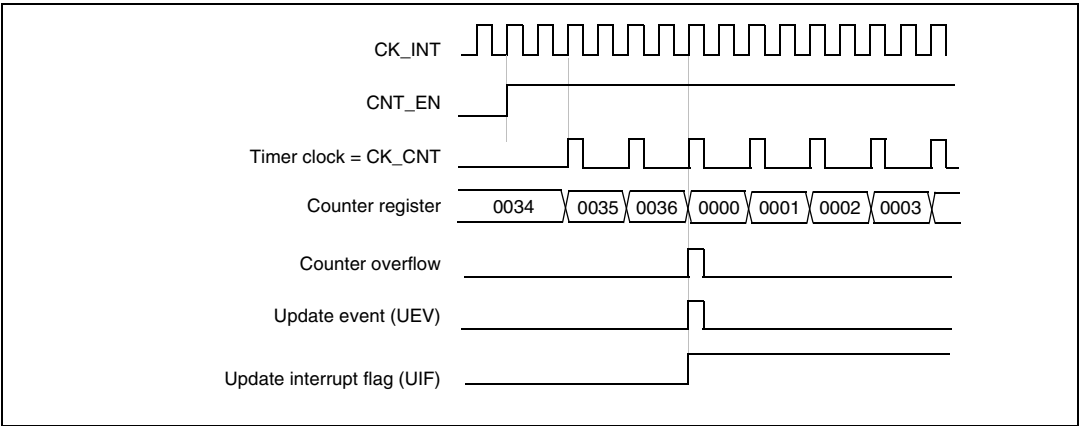 CK_INT
CNT_EN
Timer clock = CK_CNT
Counter register
0034 0035 0036 0000 0001 0002 0003
Counter overflow
Update event (UEV)
Update interrupt flag (UIF)